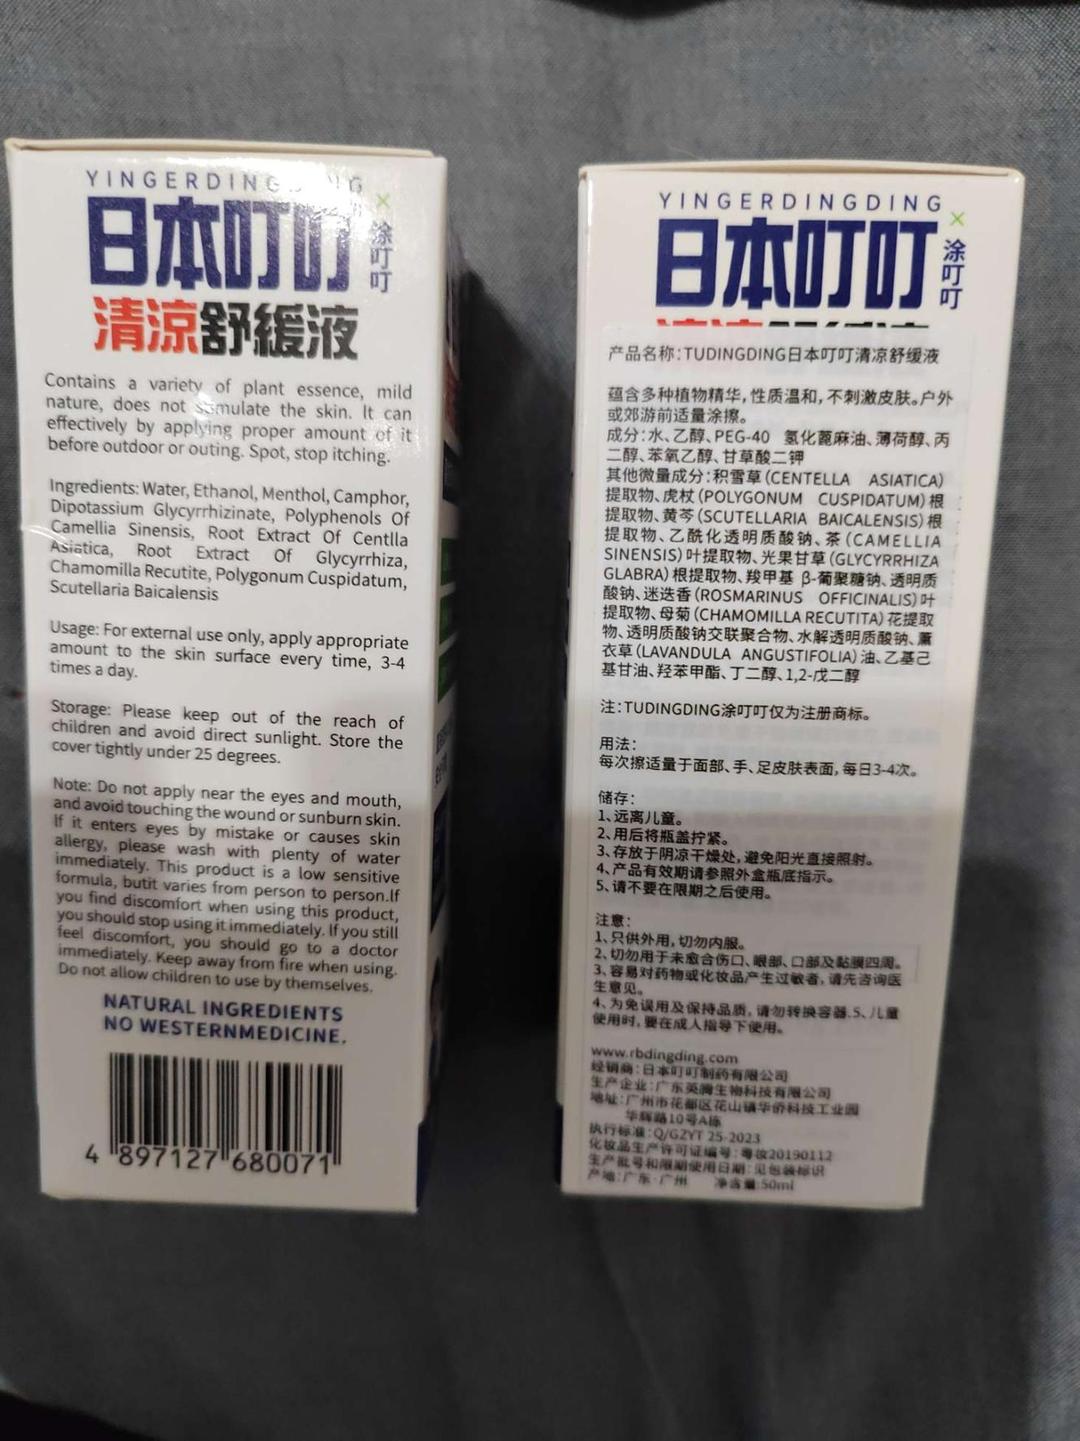 YINGERDINGDING
日本叮叮
×
涂叮叮
清涼舒緩液
Contains a variety of plant essence, mild
nature, does not stimulate the skin. It can
effectively by applying proper amount of it
before outdoor or outing. Spot, stop itching.
Ingredients: Water, Ethanol, Menthol, Camphor,
Dipotassium Glycyrrhizinate, Polyphenols Of
Camellia Sinensis, Root Extract Of Centlla
Asiatica, Root Extract Of Glycyrrhiza,
Chamomilla Recutite, Polygonum Cuspidatum,
Scutellaria Baicalensis
Usage: For external use only, apply appropriate
amount to the skin surface every time, 3-4
times a day.
Storage: Please keep out of the reach of
children and avoid direct sunlight. Store the
cover tightly under 25 degrees.
Note: Do not apply near the eyes and mouth,
and avoid touching the wound or sunburn skin.
If it enters eyes by mistake or causes skin
allergy, please wash with plenty of water
immediately. This product is a low sensitive
formula, butit varies from person to person.If
you find discomfort when using this product,
you should stop using it immediately. If you still
feel discomfort, you should go to a doctor
immediately. Keep away from fire when using.
Do not allow children to use by themselves.
NATURAL INGREDIENTS
NO WESTERNMEDICINE.
4 897127 680071
YINGERDINGDING
日本叮叮
×
涂叮叮
产品名称:TUDINGDING日本叮叮清凉舒缓液
蕴含多种植物精华,性质温和,不刺激皮肤。户外
或郊游前适量涂擦。
成分:水、乙醇、PEG-40 氢化蓖麻油、薄荷醇、丙
二醇、苯氧乙醇、甘草酸二钾
其他微量成分:积雪草(CENTELLA ASIATICA)
提取物、虎杖(POLYGONUM CUSPIDATUM)根
提取物、黄芩(SCUTELLARIA BAICALENSIS)根
提取物、乙酰化透明质酸钠、茶(CAMELLIA
SINENSIS)叶提取物、光果甘草(GLYCYRRHIZA
GLABRA)根提取物、羧甲基 β-葡聚糖钠、透明质
酸钠、迷迭香(ROSMARINUS OFFICINALIS)叶
提取物、母菊(CHAMOMILLA RECUTITA)花提取
物、透明质酸钠交联聚合物、水解透明质酸钠、薰
衣草(LAVANDULA ANGUSTIFOLIA)油、乙基己
基甘油、羟苯甲酯、丁二醇、1,2-戊二醇
注:TUDINGDING涂叮叮仅为注册商标。
用法:
每次擦适量于面部、手、足皮肤表面,每日3-4次。
储存:
1、远离儿童。
2、用后将瓶盖拧紧。
3、存放于阴凉干燥处,避免阳光直接照射。
4、产品有效期请参照外盒瓶底指示。
5、请不要在限期之后使用。
注意:
1、只供外用,切勿内服。
2、切勿用于未愈合伤口、眼部、口部及黏膜四周。
3、容易对药物或化妆品产生过敏者,请先咨询医
生意见。
4、为免误用及保持品质,请勿转换容器.5、儿童
使用时,要在成人指导下使用。
www.rbdingding.com
经销商:日本叮叮制药有限公司
生产企业:广东英腾生物科技有限公司
地址:广州市花都区花山镇华侨科技工业园
华辉路10号A栋
执行标准:Q/GZYT 25-2023
化妆品生产许可证编号:粤妆20190112
生产批号和限期使用日期:见包装标识
产地:广东·广州 净含量:50ml